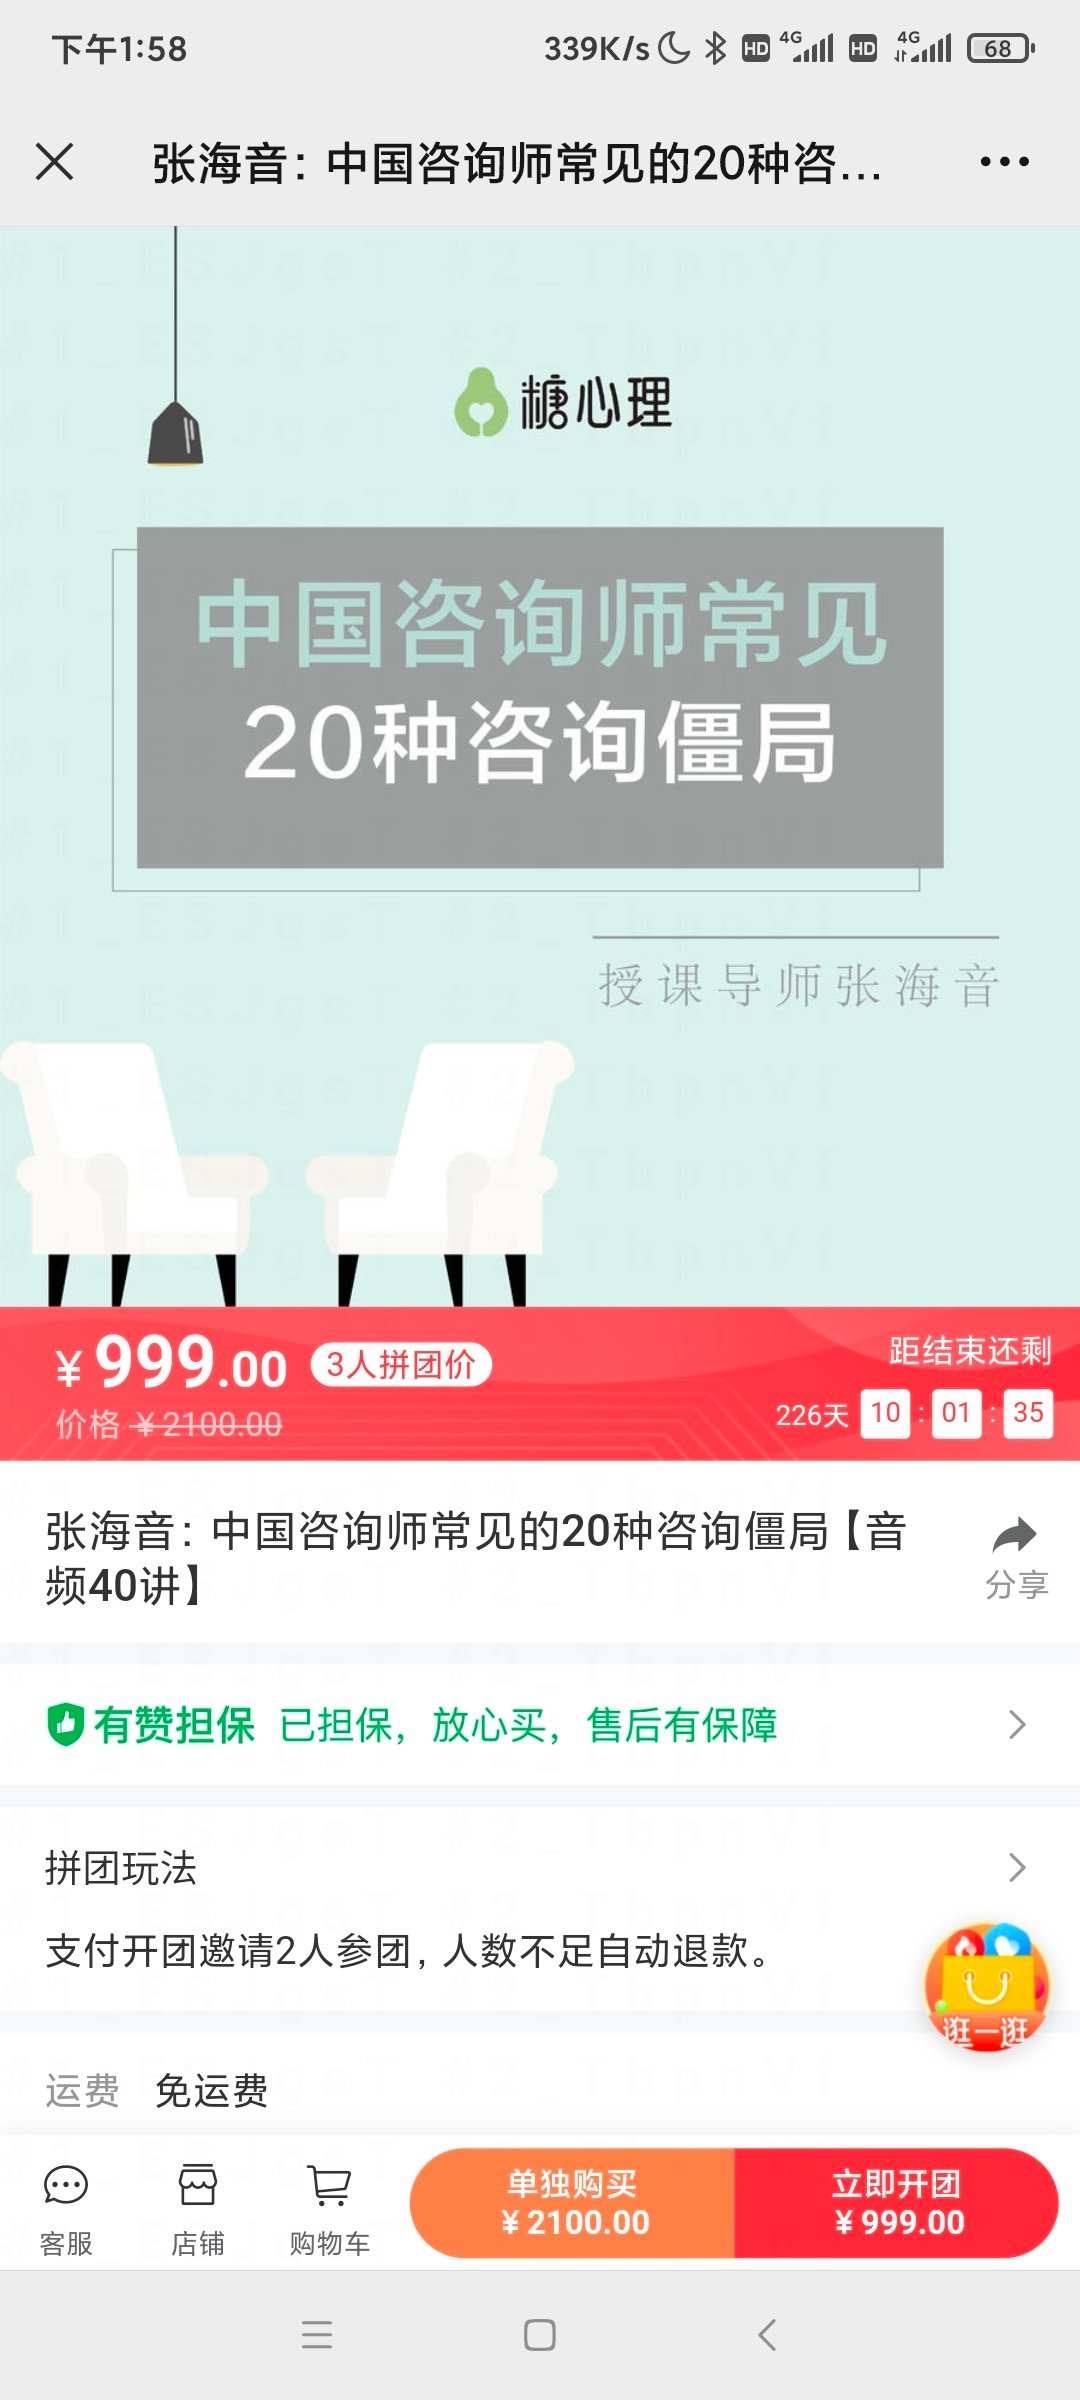 下午1:58
339K/s HD 4G HD 4G 68
张海音：中国咨询师常见的20种咨...
糖心理
中国咨询师常见
20种咨询僵局
授课导师张海音
¥999.00 3人拼团价
距结束还剩
价格 ¥2100.00
226天 10 : 01 : 35
张海音：中国咨询师常见的20种咨询僵局【音
频40讲】
分享
有赞担保 已担保，放心买，售后有保障
拼团玩法
支付开团邀请2人参团，人数不足自动退款。
逛一逛
运费 免运费
单独购买
¥2100.00
立即开团
¥999.00
客服
店铺
购物车
#1_ESJgsT #2_TbpnVf